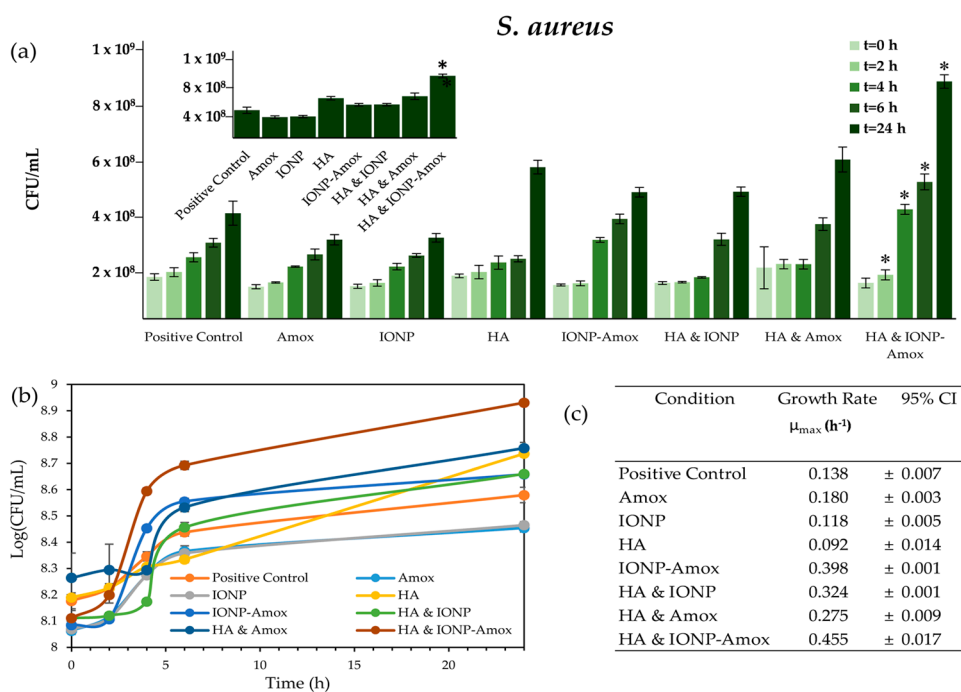 S. aureus
(a)
CFU/mL
1 x 10⁹
8 x 10⁸
6 x 10⁸
4 x 10⁸
2 x 10⁸
1 x 10⁹
8 x 10⁸
4 x 10⁸
* *
Positive Control
Amox
IONP
HA
IONP-Amox
HA & IONP
HA & Amox
HA & IONP-Amox
t=0 h
t=2 h
t=4 h
t=6 h
t=24 h
* * * *
Positive Control Amox IONP HA IONP-Amox HA & IONP HA & Amox HA & IONP-
Amox
(b)
Log(CFU/mL)
9
8.9
8.8
8.7
8.6
8.5
8.4
8.3
8.2
8.1
8
Positive Control Amox
IONP HA
IONP-Amox HA & IONP
HA & Amox HA & IONP-Amox
0 5 10 15 20
Time (h)
(c)
Condition Growth Rate 95% CI
μmax (h⁻¹)
Positive Control 0.138 ± 0.007
Amox 0.180 ± 0.003
IONP 0.118 ± 0.005
HA 0.092 ± 0.014
IONP-Amox 0.398 ± 0.001
HA & IONP 0.324 ± 0.001
HA & Amox 0.275 ± 0.009
HA & IONP-Amox 0.455 ± 0.017